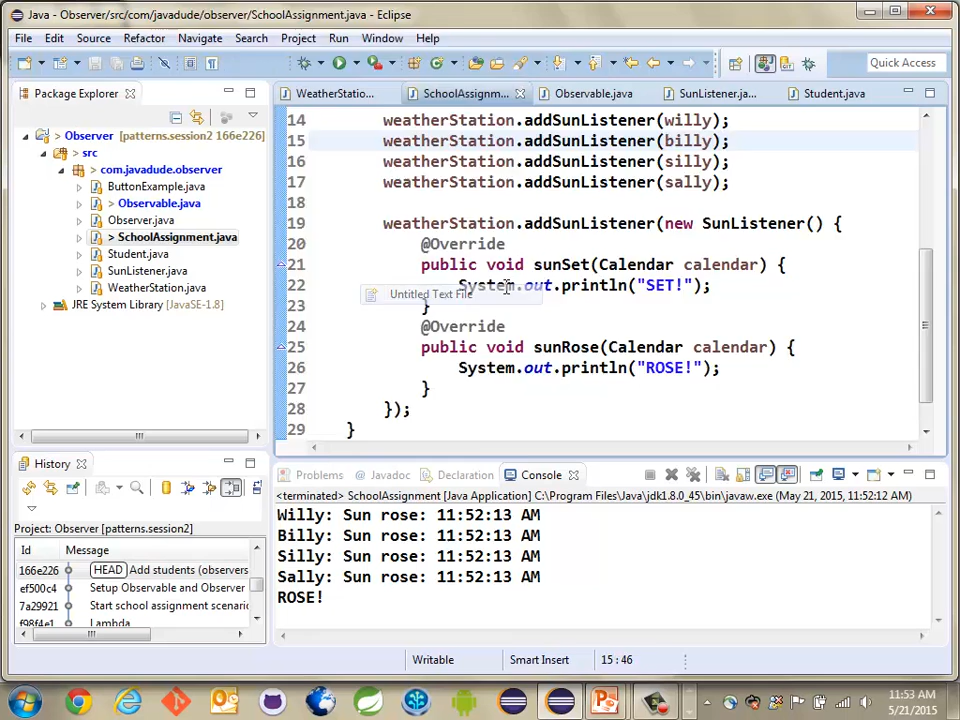 Java - Observer/src/com/javadude/observer/SchoolAssignment.java - Eclipse
File Edit Source Refactor Navigate Search Project Run Window Help
Quick Access
Package Explorer
> Observer [patterns.session2 166e226]
> src
> com.javadude.observer
ButtonExample.java
> Observable.java
Observer.java
> SchoolAssignment.java
Student.java
SunListener.java
WeatherStation.java
JRE System Library [JavaSE-1.8]
WeatherStatio... SchoolAssignm... Observable.java SunListener.ja... Student.java
14 weatherStation.addSunListener(willy);
15 weatherStation.addSunListener(billy);
16 weatherStation.addSunListener(silly);
17 weatherStation.addSunListener(sally);
18
19 weatherStation.addSunListener(new SunListener() {
20 @Override
21 public void sunSet(Calendar calendar) {
22 System.out.println("SET!");
Untitled Text File
23 }
24 @Override
25 public void sunRose(Calendar calendar) {
26 System.out.println("ROSE!");
27 }
28 });
29 }
History
Project: Observer [patterns.session2]
Id Message
166e226 HEAD Add students (observers
ef500c4 Setup Observable and Observer
7a29921 Start school assignment scenario
f98f4e1 Lambda
Problems @ Javadoc Declaration Console
<terminated> SchoolAssignment [Java Application] C:\Program Files\Java\jdk1.8.0_45\bin\javaw.exe (May 21, 2015, 11:52:12 AM)
Willy: Sun rose: 11:52:13 AM
Billy: Sun rose: 11:52:13 AM
Silly: Sun rose: 11:52:13 AM
Sally: Sun rose: 11:52:13 AM
ROSE!
Writable Smart Insert 15 : 46
11:53 AM
5/21/2015